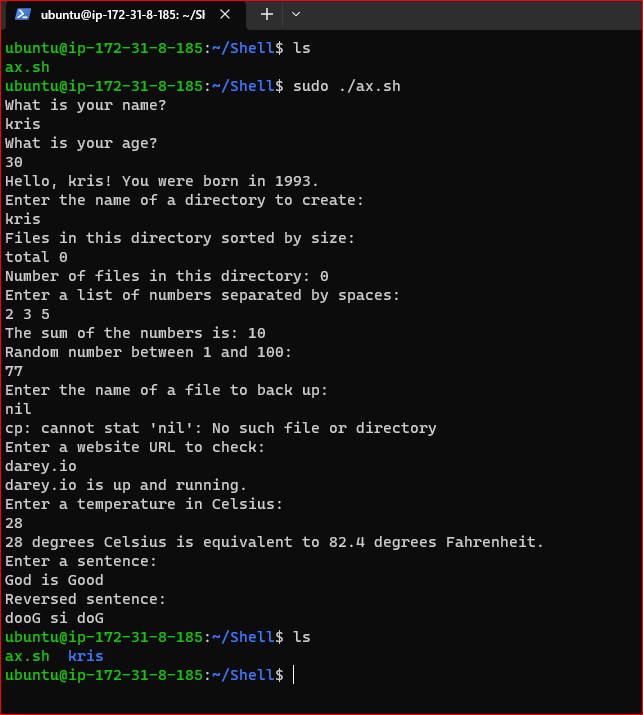 ubuntu@ip-172-31-8-185: ~/Sl
ubuntu@ip-172-31-8-185:~/Shell$ ls
ax.sh
ubuntu@ip-172-31-8-185:~/Shell$ sudo ./ax.sh
What is your name?
kris
What is your age?
30
Hello, kris! You were born in 1993.
Enter the name of a directory to create:
kris
Files in this directory sorted by size:
total 0
Number of files in this directory: 0
Enter a list of numbers separated by spaces:
2 3 5
The sum of the numbers is: 10
Random number between 1 and 100:
77
Enter the name of a file to back up:
nil
cp: cannot stat 'nil': No such file or directory
Enter a website URL to check:
darey.io
darey.io is up and running.
Enter a temperature in Celsius:
28
28 degrees Celsius is equivalent to 82.4 degrees Fahrenheit.
Enter a sentence:
God is Good
Reversed sentence:
dooG si doG
ubuntu@ip-172-31-8-185:~/Shell$ ls
ax.sh  kris
ubuntu@ip-172-31-8-185:~/Shell$